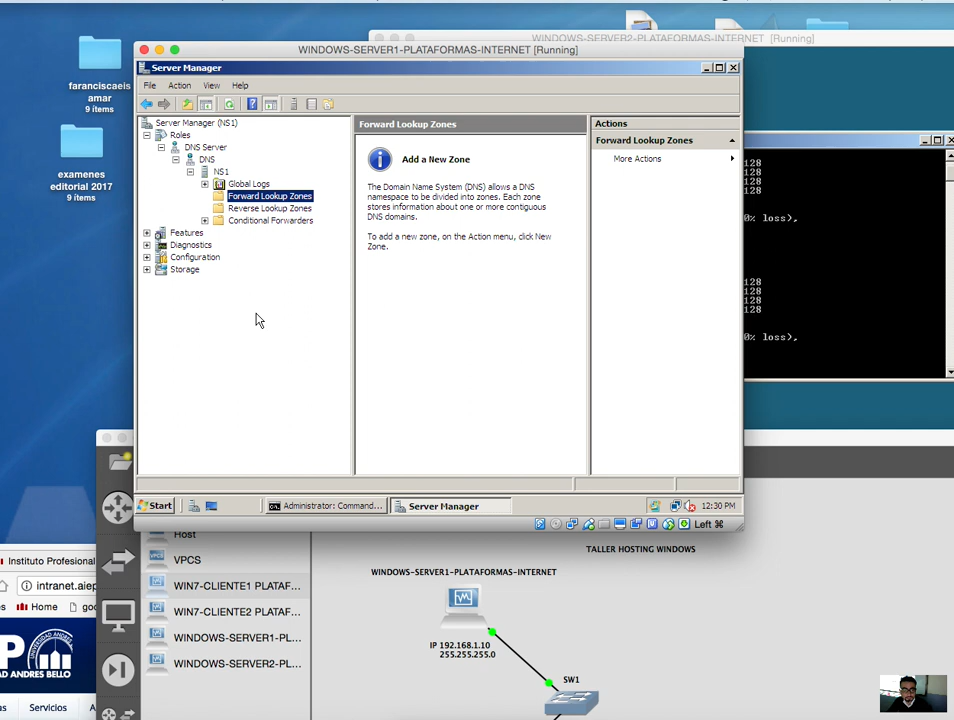 WINDOWS-SERVER2-PLATAFORMAS-INTERNET [Running]
WINDOWS-SERVER1-PLATAFORMAS-INTERNET [Running]
faranciscaeis
amar
9 items
examenes
editorial 2017
9 items
Server Manager
File Action View Help
Server Manager (NS1)
Roles
DNS Server
DNS
NS1
Global Logs
Forward Lookup Zones
Reverse Lookup Zones
Conditional Forwarders
Features
Diagnostics
Configuration
Storage
Forward Lookup Zones
Add a New Zone
The Domain Name System (DNS) allows a DNS
namespace to be divided into zones. Each zone
stores information about one or more contiguous
DNS domains.
To add a new zone, on the Action menu, click New
Zone.
Actions
Forward Lookup Zones
More Actions
128
128
128
128
0% loss),
128
128
128
128
0% loss),
Start
Administrator: Command...
Server Manager
12:30 PM
Left ⌘
Host
VPCS
WIN7-CLIENTE1 PLATAF...
WIN7-CLIENTE2 PLATAF...
WINDOWS-SERVER1-PL...
WINDOWS-SERVER2-PL...
TALLER HOSTING WINDOWS
WINDOWS-SERVER1-PLATAFORMAS-INTERNET
IP 192.168.1.10
255.255.255.0
SW1
Instituto Profesional
intranet.aiep
Home
goo
P
UNIVERSIDAD ANDRES
AD ANDRES BELLO
as Servicios A